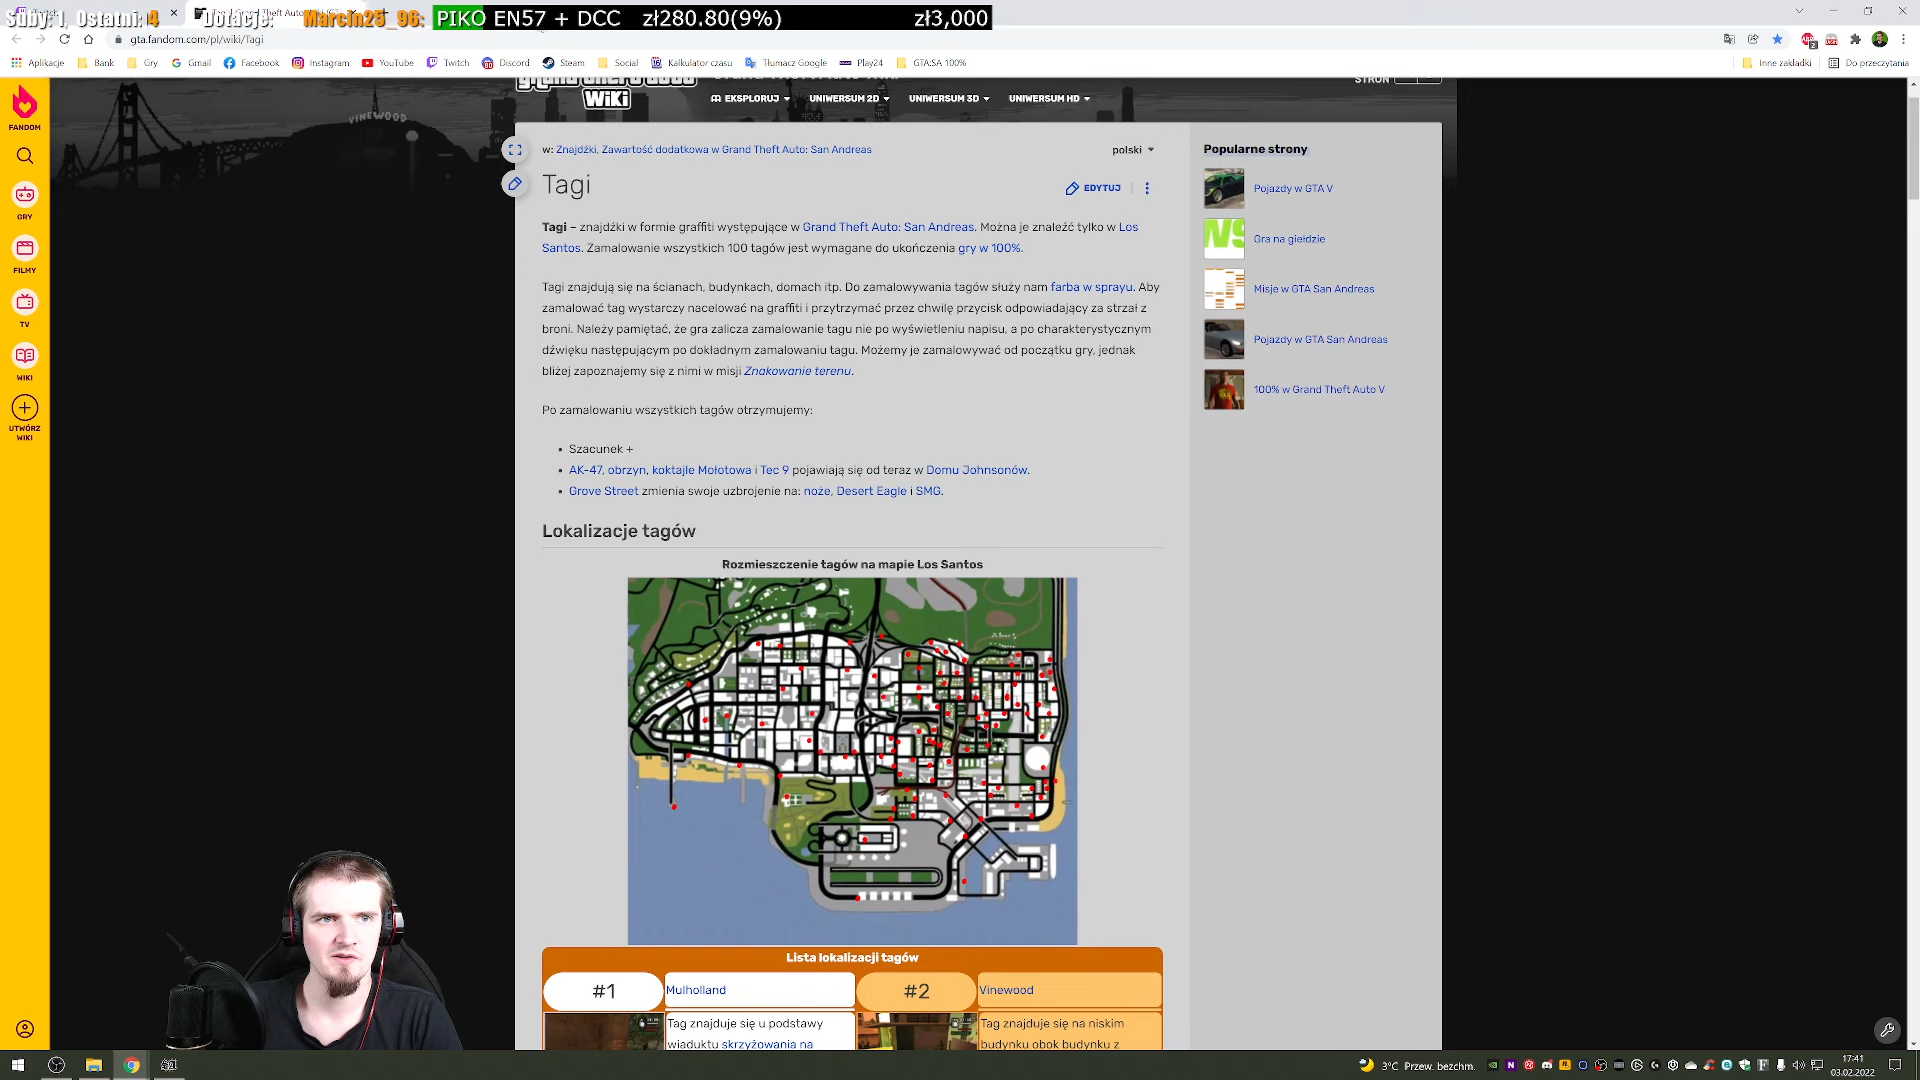 Suby: 1, Ostatni: 4 Dotacje: Marcin25_96: PIKO EN57 + DCC zł280.80(9%) zł3,000
gta.fandom.com/pl/wiki/Tagi
Aplikacje Bank Gry Gmail Facebook Instagram YouTube Twitch Discord Steam Social Kalkulator czasu Tłumacz Google Play24 GTA:SA 100% Inne zakładki Do przeczytania
WiKi
STRON
EKSPLORUJ UNIWERSUM 2D UNIWERSUM 3D UNIWERSUM HD
VINEWOOD
FANDOM
GRY
FILMY
TV
WIKI
UTWÓRZ
WIKI
w: Znajdźki, Zawartość dodatkowa w Grand Theft Auto: San Andreas
polski
Tagi
EDYTUJ
Tagi – znajdźki w formie graffiti występujące w Grand Theft Auto: San Andreas. Można je znaleźć tylko w Los
Santos. Zamalowanie wszystkich 100 tagów jest wymagane do ukończenia gry w 100%.
Tagi znajdują się na ścianach, budynkach, domach itp. Do zamalowywania tagów służy nam farba w sprayu. Aby
zamalować tag wystarczy nacelować na graffiti i przytrzymać przez chwilę przycisk odpowiadający za strzał z
broni. Należy pamiętać, że gra zalicza zamalowanie tagu nie po wyświetleniu napisu, a po charakterystycznym
dźwięku następującym po dokładnym zamalowaniu tagu. Możemy je zamalowywać od początku gry, jednak
bliżej zapoznajemy się z nimi w misji Znakowanie terenu.
Po zamalowaniu wszystkich tagów otrzymujemy:
Szacunek +
AK-47, obrzyn, koktajle Mołotowa i Tec 9 pojawiają się od teraz w Domu Johnsonów.
Grove Street zmienia swoje uzbrojenie na: noże, Desert Eagle i SMG.
Lokalizacje tagów
Rozmieszczenie tagów na mapie Los Santos
Lista lokalizacji tagów
#1 Mulholland #2 Vinewood
Tag znajduje się u podstawy
wiaduktu skrzyżowania na
Tag znajduje się na niskim
budynku obok budynku z
Popularne strony
Pojazdy w GTA V
Gra na giełdzie
Misje w GTA San Andreas
Pojazdy w GTA San Andreas
100% w Grand Theft Auto V
3°C Przew. bezchm.
17:41
03.02.2022